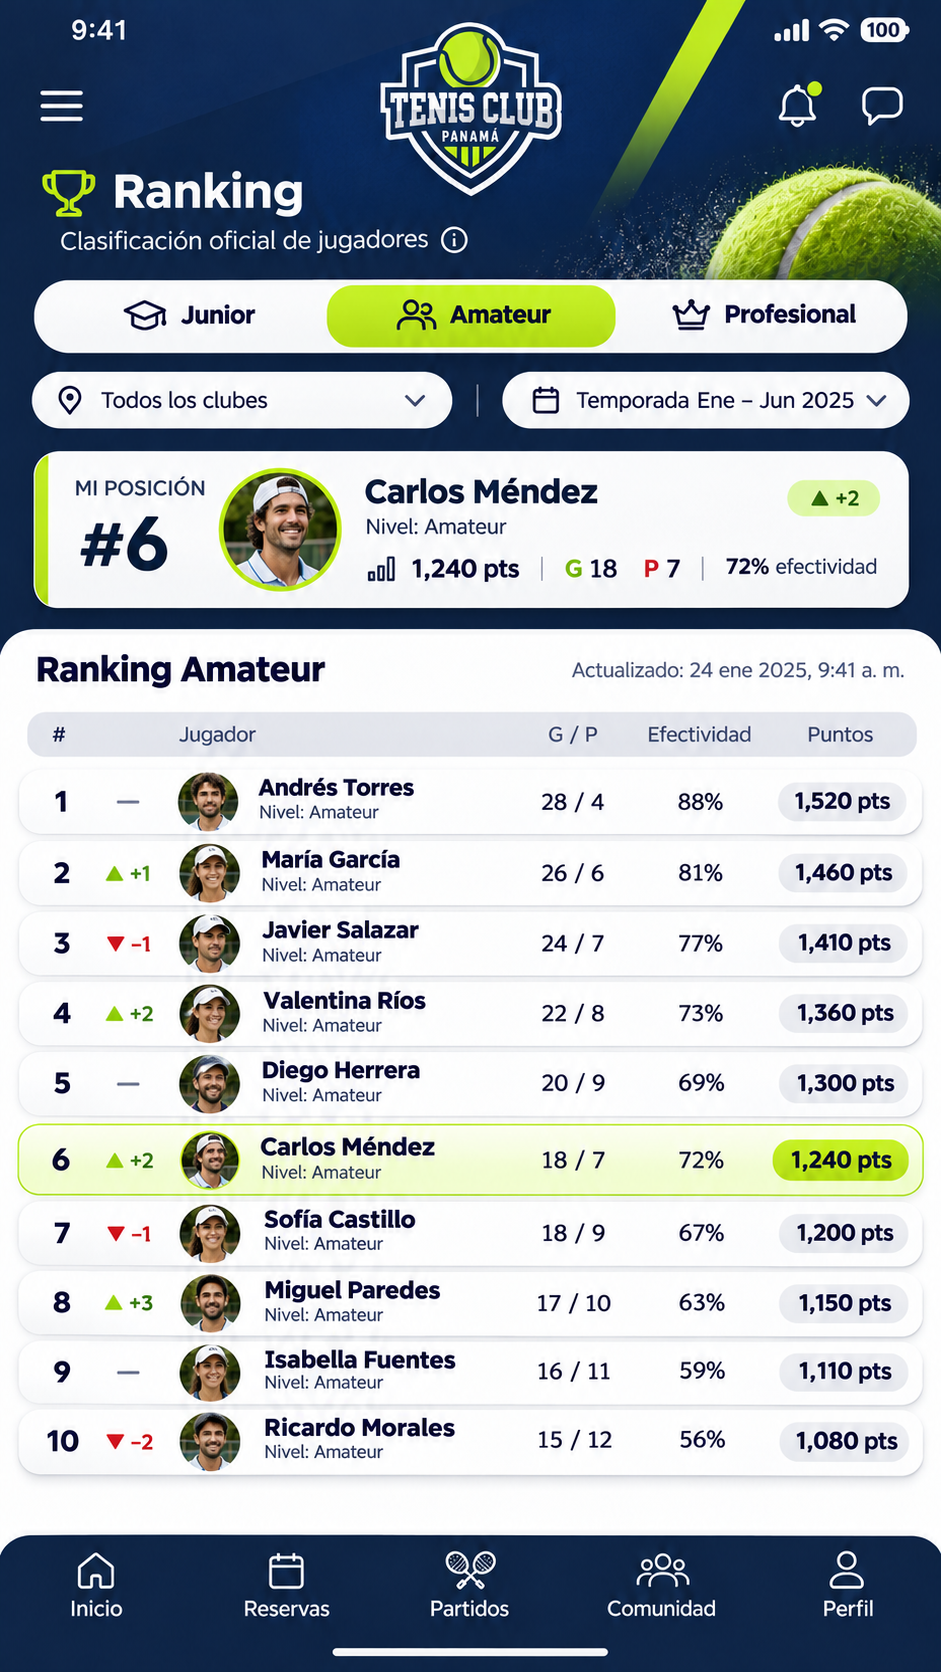 9:41
100
TENIS CLUB
PANAMÁ
Ranking
Clasificación oficial de jugadores
Junior
Amateur
Profesional
Todos los clubes
Temporada Ene – Jun 2025
MI POSICIÓN
#6
Carlos Méndez
Nivel: Amateur
▲ +2
1,240 pts | G 18 P 7 | 72% efectividad
Ranking Amateur
Actualizado: 24 ene 2025, 9:41 a. m.
# Jugador G / P Efectividad Puntos
1 — Andrés Torres 28 / 4 88% 1,520 pts
Nivel: Amateur
2 ▲ +1 María García 26 / 6 81% 1,460 pts
Nivel: Amateur
3 ▼ −1 Javier Salazar 24 / 7 77% 1,410 pts
Nivel: Amateur
4 ▲ +2 Valentina Ríos 22 / 8 73% 1,360 pts
Nivel: Amateur
5 — Diego Herrera 20 / 9 69% 1,300 pts
Nivel: Amateur
6 ▲ +2 Carlos Méndez 18 / 7 72% 1,240 pts
Nivel: Amateur
7 ▼ −1 Sofía Castillo 18 / 9 67% 1,200 pts
Nivel: Amateur
8 ▲ +3 Miguel Paredes 17 / 10 63% 1,150 pts
Nivel: Amateur
9 — Isabella Fuentes 16 / 11 59% 1,110 pts
Nivel: Amateur
10 ▼ −2 Ricardo Morales 15 / 12 56% 1,080 pts
Nivel: Amateur
Inicio
Reservas
Partidos
Comunidad
Perfil